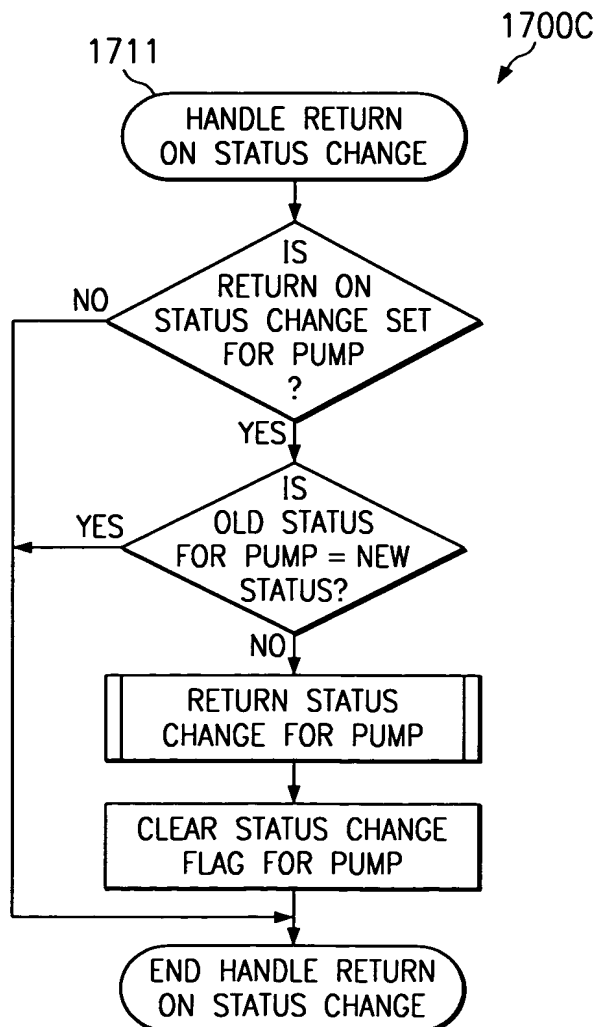 1700C
1711
HANDLE RETURN
ON STATUS CHANGE
IS
RETURN ON
STATUS CHANGE SET
FOR PUMP
?
NO
YES
IS
OLD STATUS
FOR PUMP = NEW
STATUS?
YES
NO
RETURN STATUS
CHANGE FOR PUMP
CLEAR STATUS CHANGE
FLAG FOR PUMP
END HANDLE RETURN
ON STATUS CHANGE